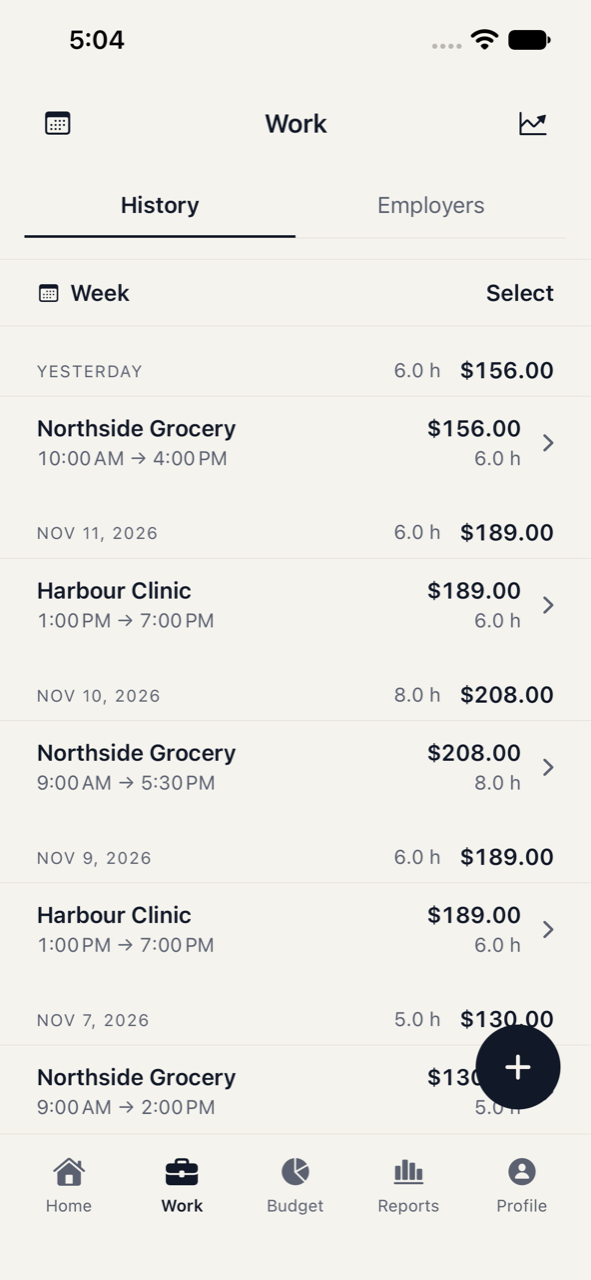 5:04
Work
History Employers
Week Select
YESTERDAY 6.0 h $156.00
Northside Grocery $156.00
10:00 AM → 4:00 PM 6.0 h
NOV 11, 2026 6.0 h $189.00
Harbour Clinic $189.00
1:00 PM → 7:00 PM 6.0 h
NOV 10, 2026 8.0 h $208.00
Northside Grocery $208.00
9:00 AM → 5:30 PM 8.0 h
NOV 9, 2026 6.0 h $189.00
Harbour Clinic $189.00
1:00 PM → 7:00 PM 6.0 h
NOV 7, 2026 5.0 h $130.00
Northside Grocery
9:00 AM → 2:00 PM 5.0 h
Home Work Budget Reports Profile